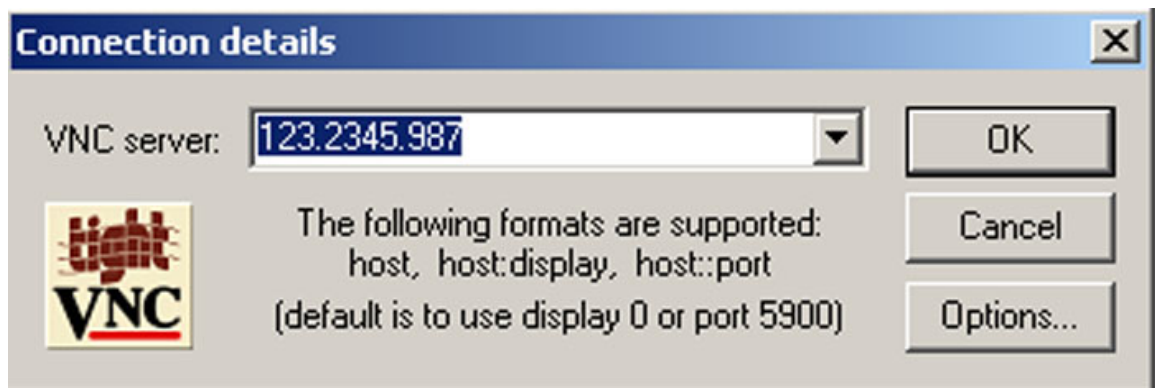 Connection details
VNC server: 123.2345.987 OK
The following formats are supported: Cancel
host, host:display, host::port
(default is to use display 0 or port 5900) Options...
tight
VNC